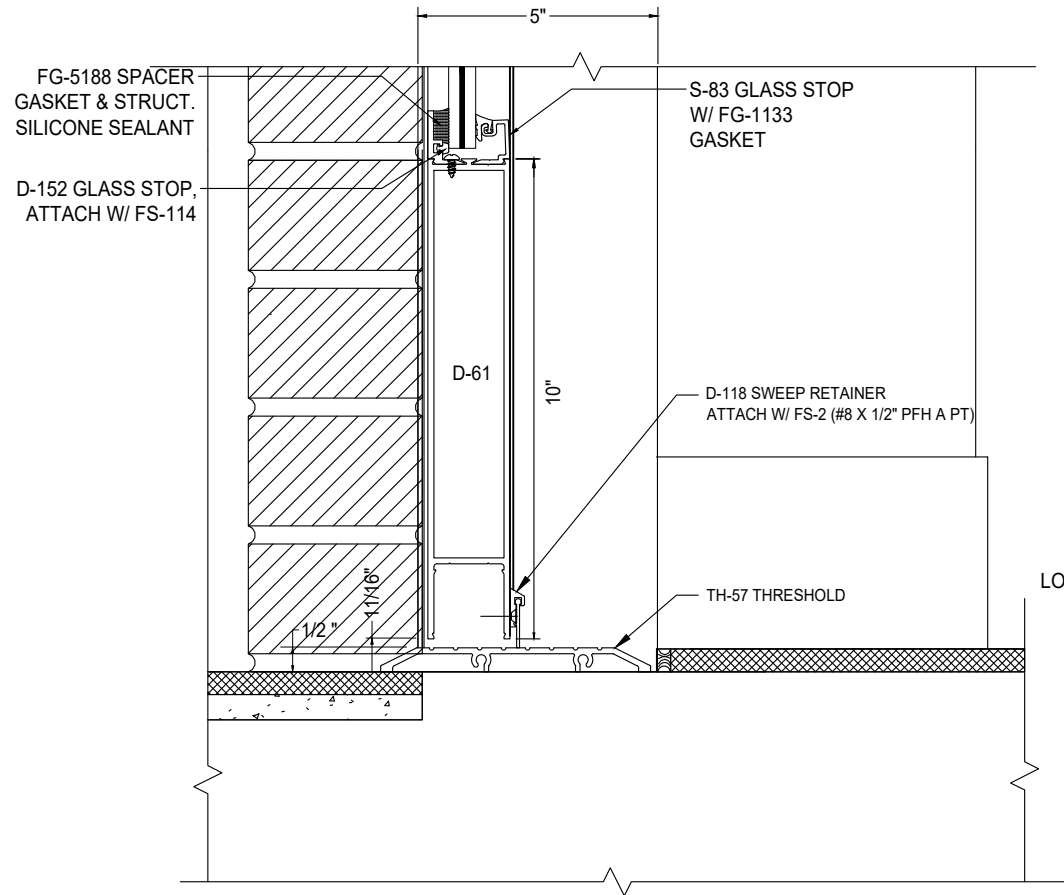 5"
FG-5188 SPACER
GASKET & STRUCT.
SILICONE SEALANT
S-83 GLASS STOP
W/ FG-1133
GASKET
D-152 GLASS STOP,
ATTACH W/ FS-114
D-61
10"
D-118 SWEEP RETAINER
ATTACH W/ FS-2 (#8 X 1/2" PFH A PT)
11/16"
1/2 "
TH-57 THRESHOLD
LO